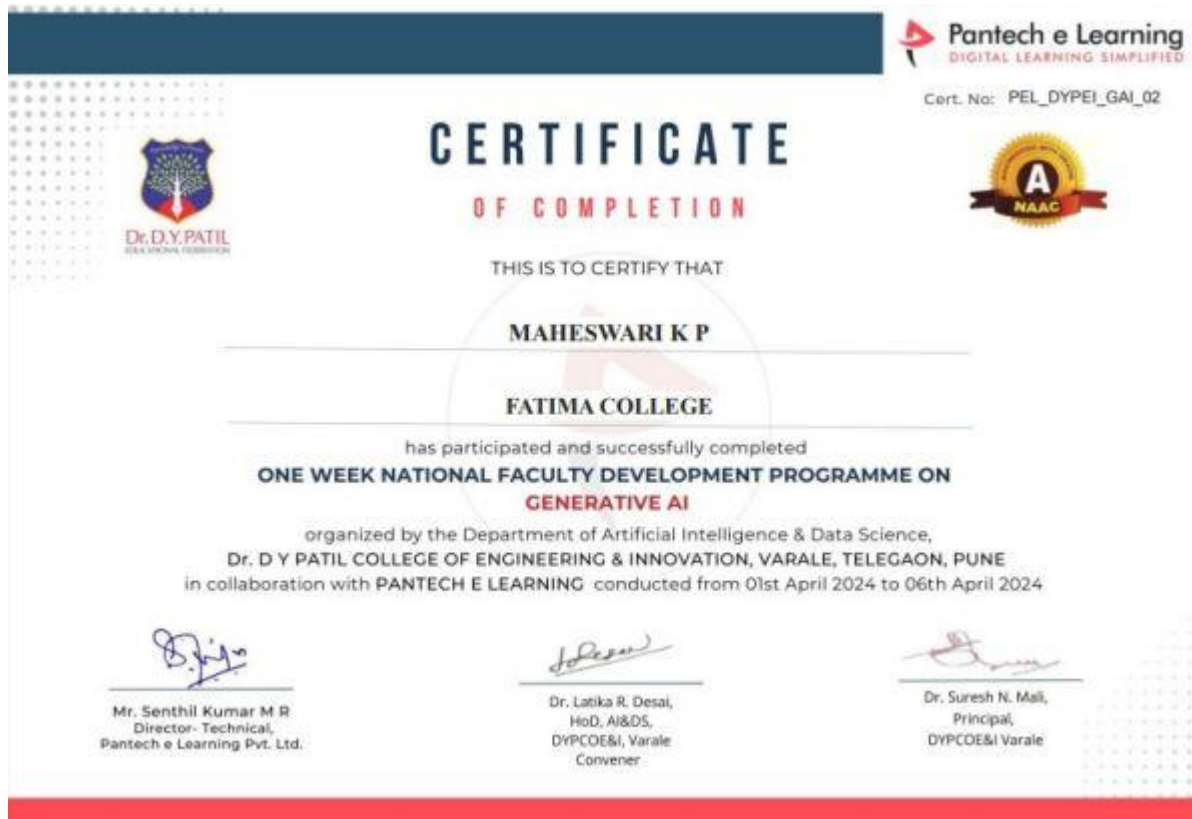 Pantech e Learning
DIGITAL LEARNING SIMPLIFIED
Cert. No: PEL_DYPEI_GAI_02
CERTIFICATE
OF COMPLETION
Dr. D.Y. PATIL
EDUCATIONAL FEDERATION
A
NAAC
THIS IS TO CERTIFY THAT
MAHESWARI K P
FATIMA COLLEGE
has participated and successfully completed
ONE WEEK NATIONAL FACULTY DEVELOPMENT PROGRAMME ON
GENERATIVE AI
organized by the Department of Artificial Intelligence & Data Science,
Dr. D Y PATIL COLLEGE OF ENGINEERING & INNOVATION, VARALE, TELEGAON, PUNE
in collaboration with PANTECH E LEARNING conducted from 01st April 2024 to 06th April 2024
Mr. Senthil Kumar M R
Director- Technical,
Pantech e Learning Pvt. Ltd.
Dr. Latika R. Desai,
HoD, AI&DS,
DYPCOE&I, Varale
Convener
Dr. Suresh N. Mali,
Principal,
DYPCOE&I Varale